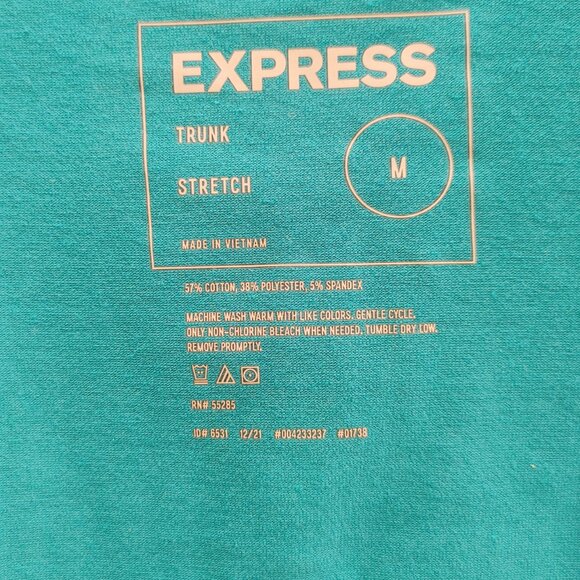 EXPRESS
TRUNK
STRETCH
M
MADE IN VIETNAM
57% COTTON, 38% POLYESTER, 5% SPANDEX
MACHINE WASH WARM WITH LIKE COLORS. GENTLE CYCLE.
ONLY NON-CHLORINE BLEACH WHEN NEEDED. TUMBLE DRY LOW.
REMOVE PROMPTLY.
RN# 55285
ID# 6531 12/21 #004233237 #01738